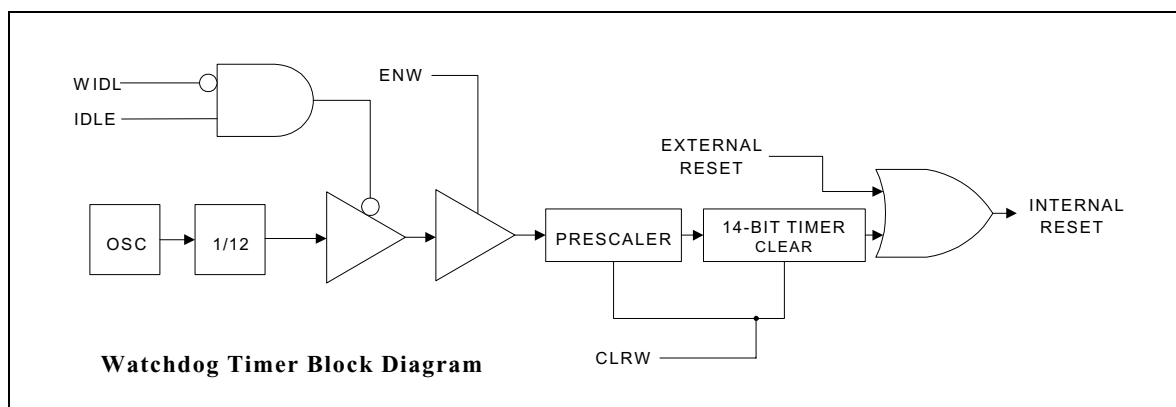 WIDL
IDLE
ENW
EXTERNAL
RESET
OSC
1/12
PRESCALER
14-BIT TIMER
CLEAR
INTERNAL
RESET
CLRW
Watchdog Timer Block Diagram